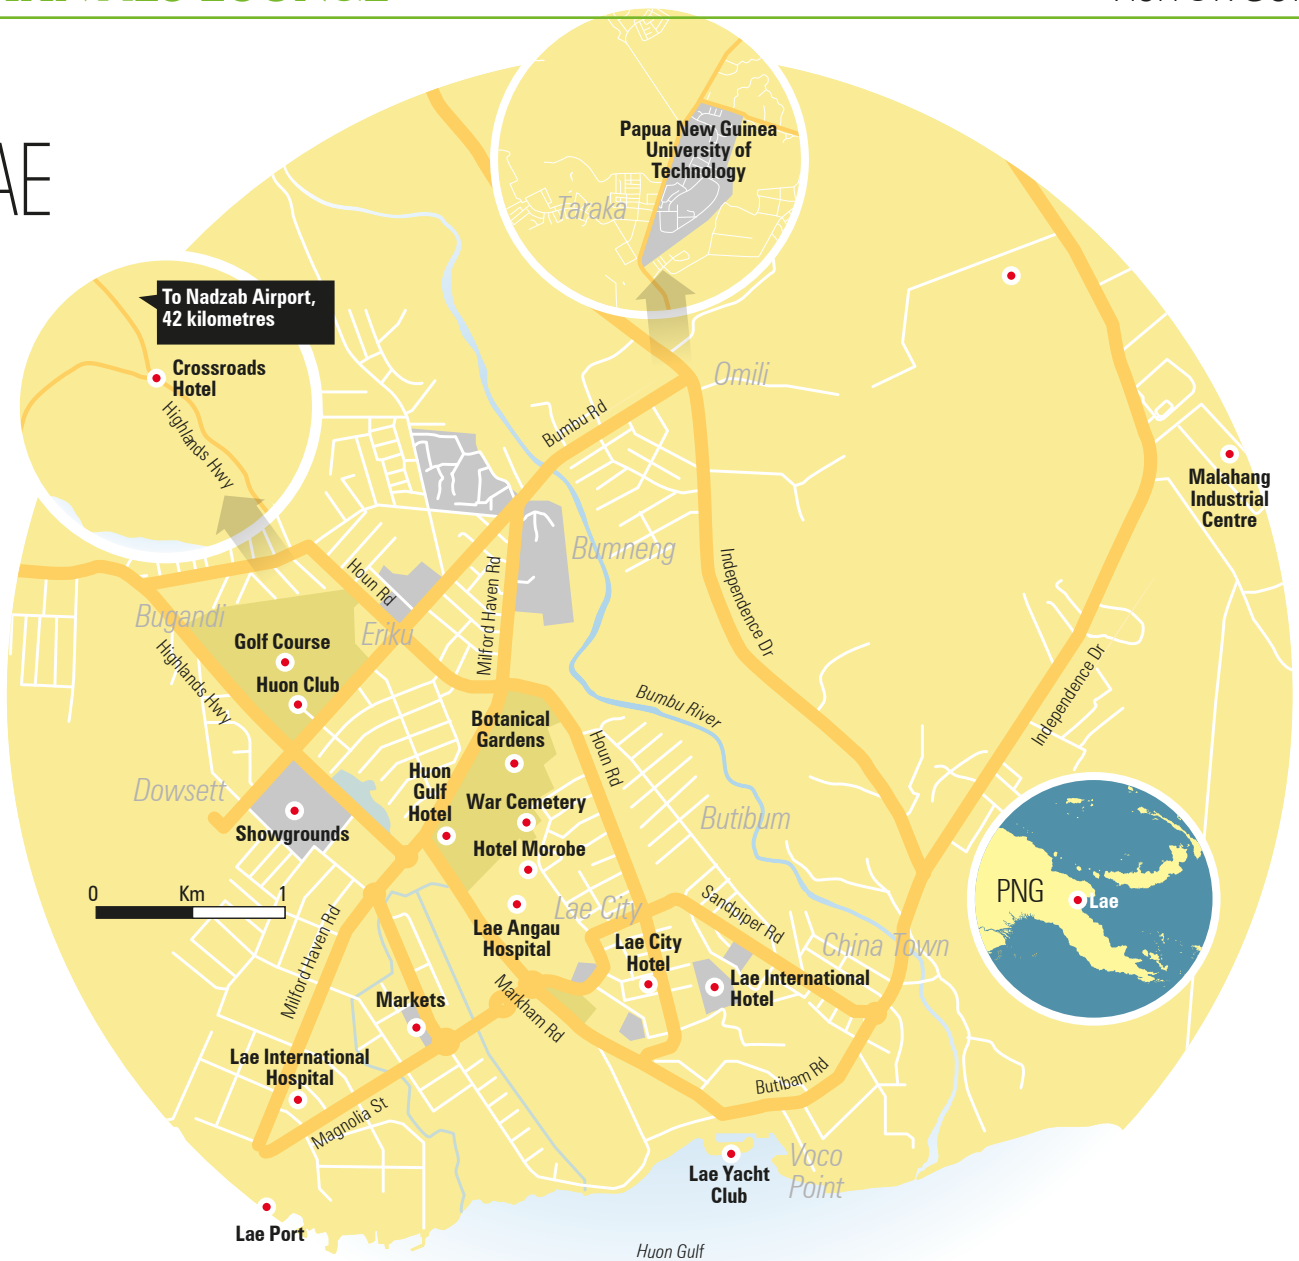 AE
Papua New Guinea
University of
Technology
Taraka
To Nadzab Airport,
42 kilometres
Crossroads
Hotel
Highlands Hwy
Omili
Bumbu Rd
Malahang
Industrial
Centre
Bumneng
Houn Rd
Milford Haven Rd
Independence Dr
Bugandi
Eriku
Golf Course
Huon Club
Highlands Hwy
Independence Dr
Bumbu River
Botanical
Gardens
Houn Rd
Huon
Gulf
Hotel
Dowsett
War Cemetery
Butibum
Showgrounds
Hotel Morobe
0 Km 1
PNG
Lae
Sandpiper Rd
Lae City
Lae Angau
Hospital
Lae City
Hotel
China Town
Milford Haven Rd
Lae International
Hotel
Markets
Markham Rd
Lae International
Hospital
Butibam Rd
Magnolia St
Voco
Point
Lae Yacht
Club
Lae Port
Huon Gulf